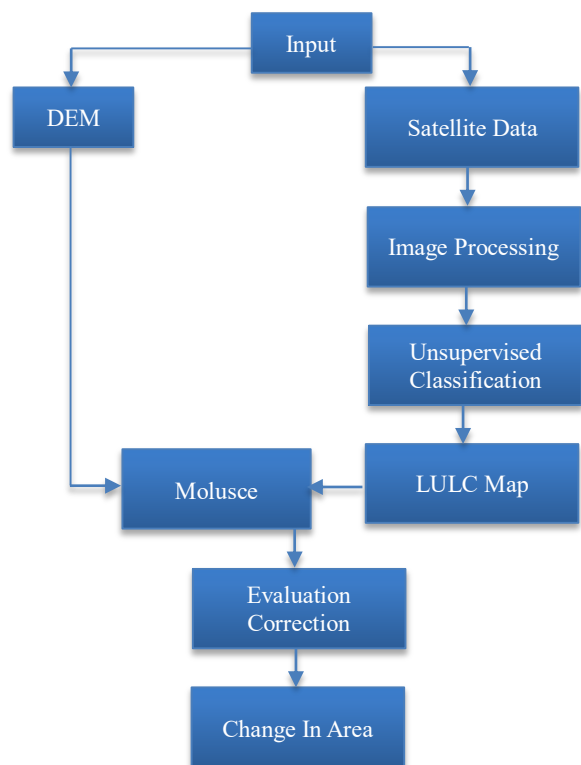 Input
DEM
Satellite Data
Image Processing
Unsupervised
Classification
Molusce
LULC Map
Evaluation
Correction
Change In Area